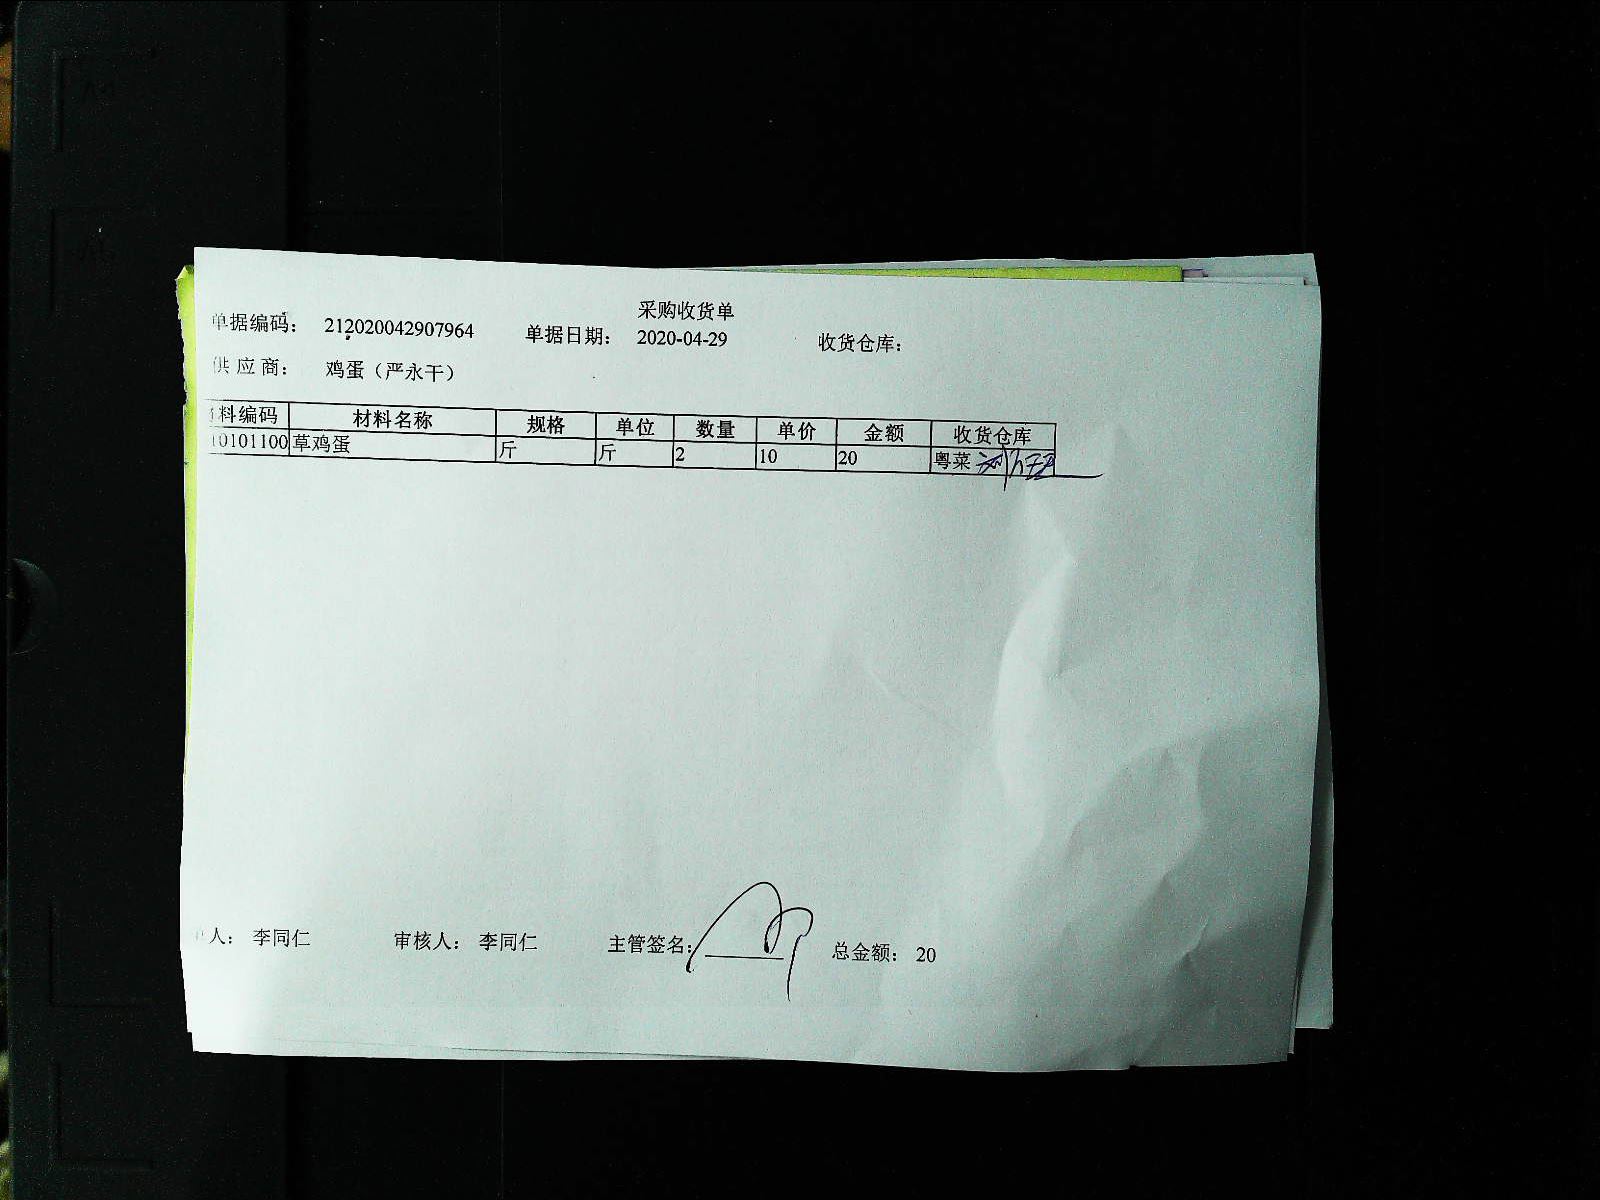 采购收货单
单据编码： 212020042907964 单据日期： 2020-04-29 收货仓库：
供应商： 鸡蛋（严永干）
料编码 材料名称 规格 单位 数量 单价 金额 收货仓库
10101100 草鸡蛋 斤 斤 2 10 20 粤菜
人： 李同仁 审核人： 李同仁 主管签名： 总金额： 20